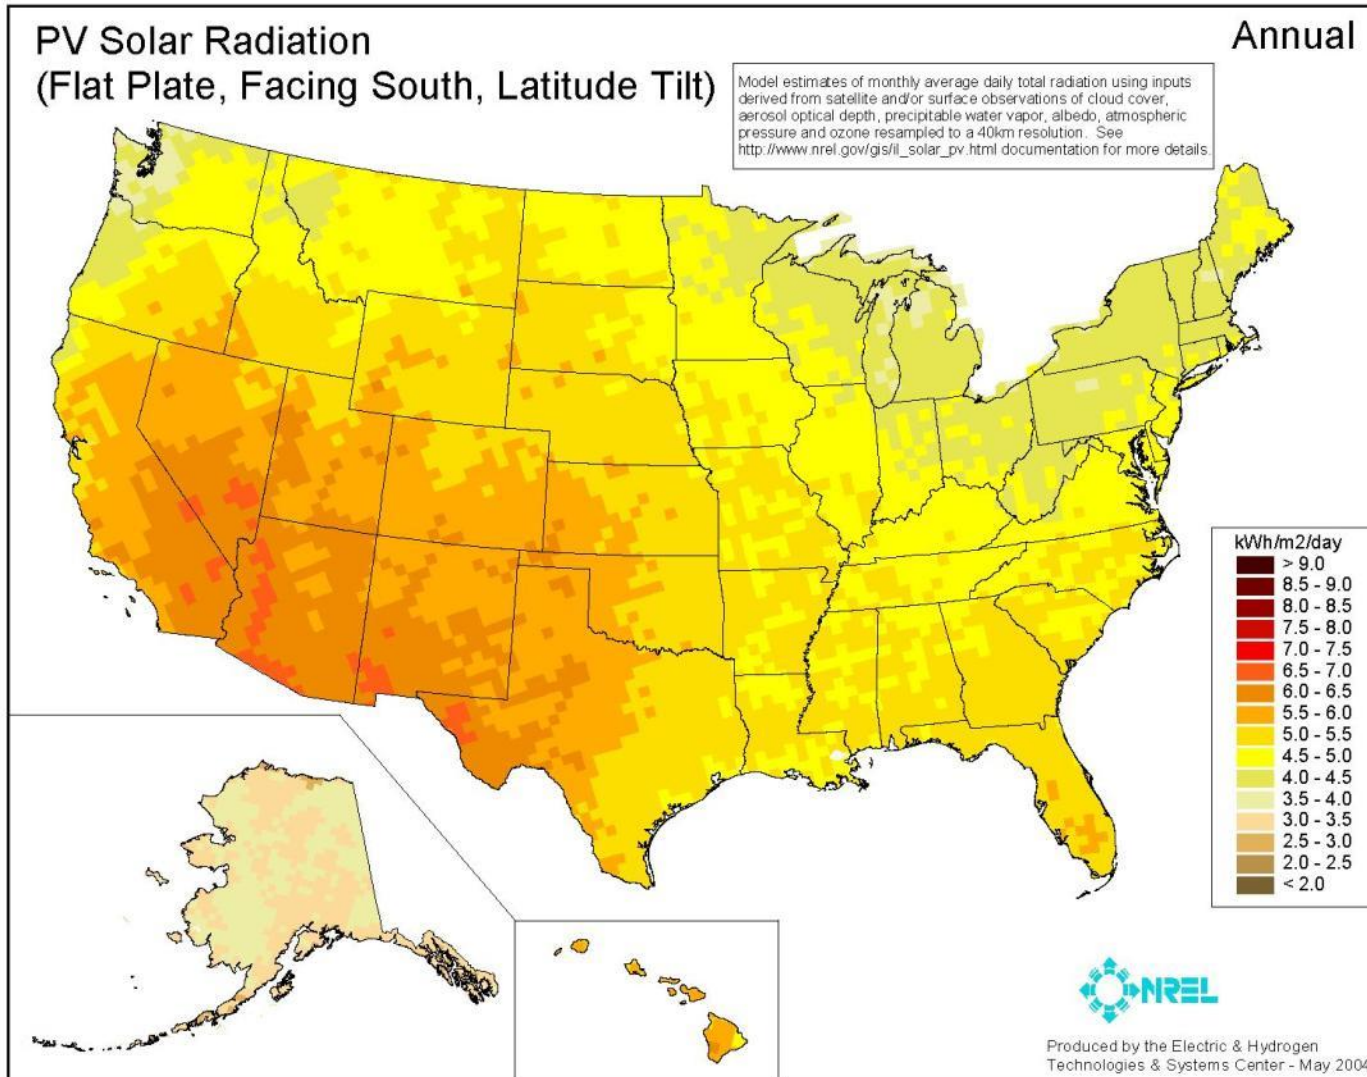 PV Solar Radiation
(Flat Plate, Facing South, Latitude Tilt)
Annual
Model estimates of monthly average daily total radiation using inputs
derived from satellite and/or surface observations of cloud cover,
aerosol optical depth, precipitable water vapor, albedo, atmospheric
pressure and ozone resampled to a 40km resolution. See
http://www.nrel.gov/gis/il_solar_pv.html documentation for more details.
kWh/m2/day
> 9.0
8.5 - 9.0
8.0 - 8.5
7.5 - 8.0
7.0 - 7.5
6.5 - 7.0
6.0 - 6.5
5.5 - 6.0
5.0 - 5.5
4.5 - 5.0
4.0 - 4.5
3.5 - 4.0
3.0 - 3.5
2.5 - 3.0
2.0 - 2.5
< 2.0
NREL
Produced by the Electric & Hydrogen
Technologies & Systems Center - May 2004